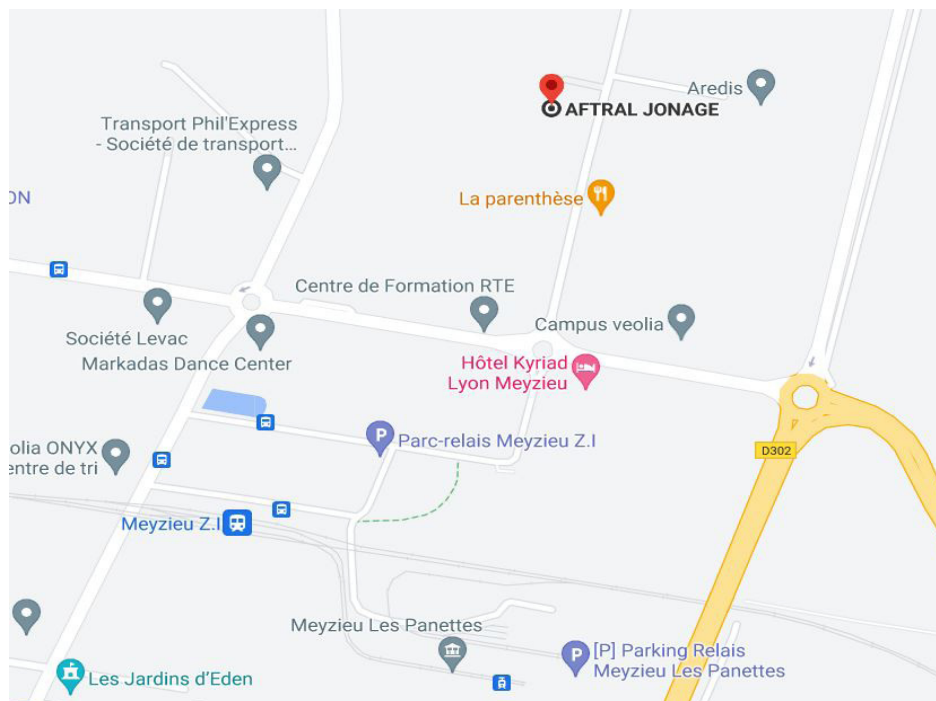 Aredis
AFTRAL JONAGE
Transport Phil'Express
- Société de transport...
La parenthèse
ON
Centre de Formation RTE
Campus veolia
Société Levac
Markadas Dance Center
Hôtel Kyriad
Lyon Meyzieu
P
Parc-relais Meyzieu Z.I
olia ONYX
entre de tri
D302
Meyzieu Z.I
Meyzieu Les Panettes
P
[P] Parking Relais
Meyzieu Les Panettes
Les Jardins d'Eden